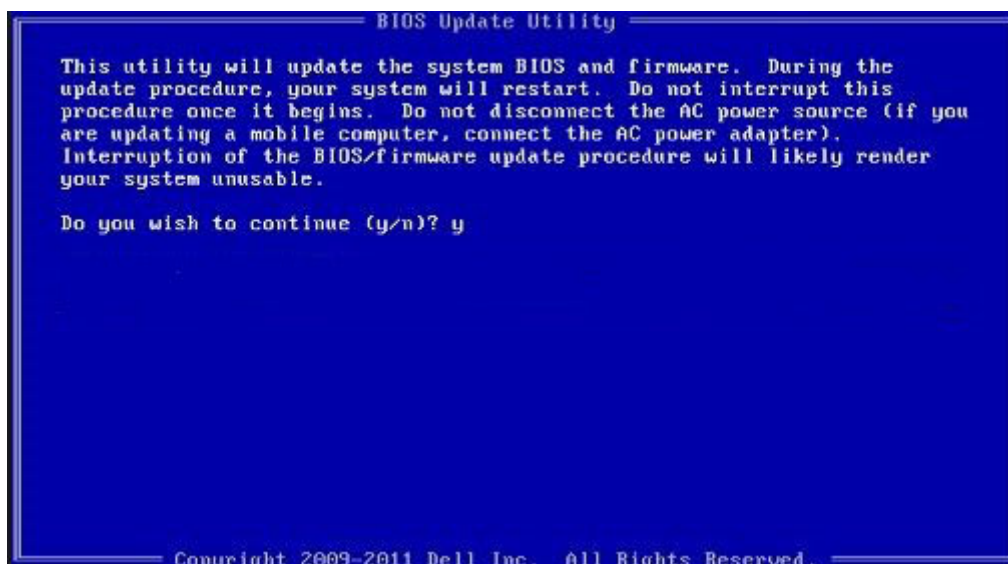 BIOS Update Utility
This utility will update the system BIOS and firmware. During the
update procedure, your system will restart. Do not interrupt this
procedure once it begins. Do not disconnect the AC power source (if you
are updating a mobile computer, connect the AC power adapter).
Interruption of the BIOS/firmware update procedure will likely render
your system unusable.
Do you wish to continue (y/n)? y
Copyright 2009-2011 Dell Inc. All Rights Reserved.